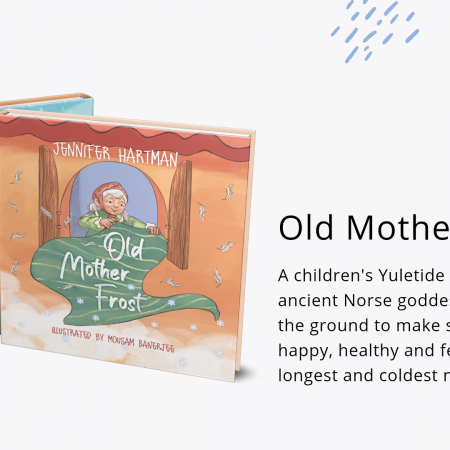 JENNIFER HARTMAN
Old
Mother
Frost
ILLUSTRATED BY MOUSAM BANERJEE
Old Mothe
A children's Yuletide
ancient Norse godde
the ground to make s
happy, healthy and fe
longest and coldest n